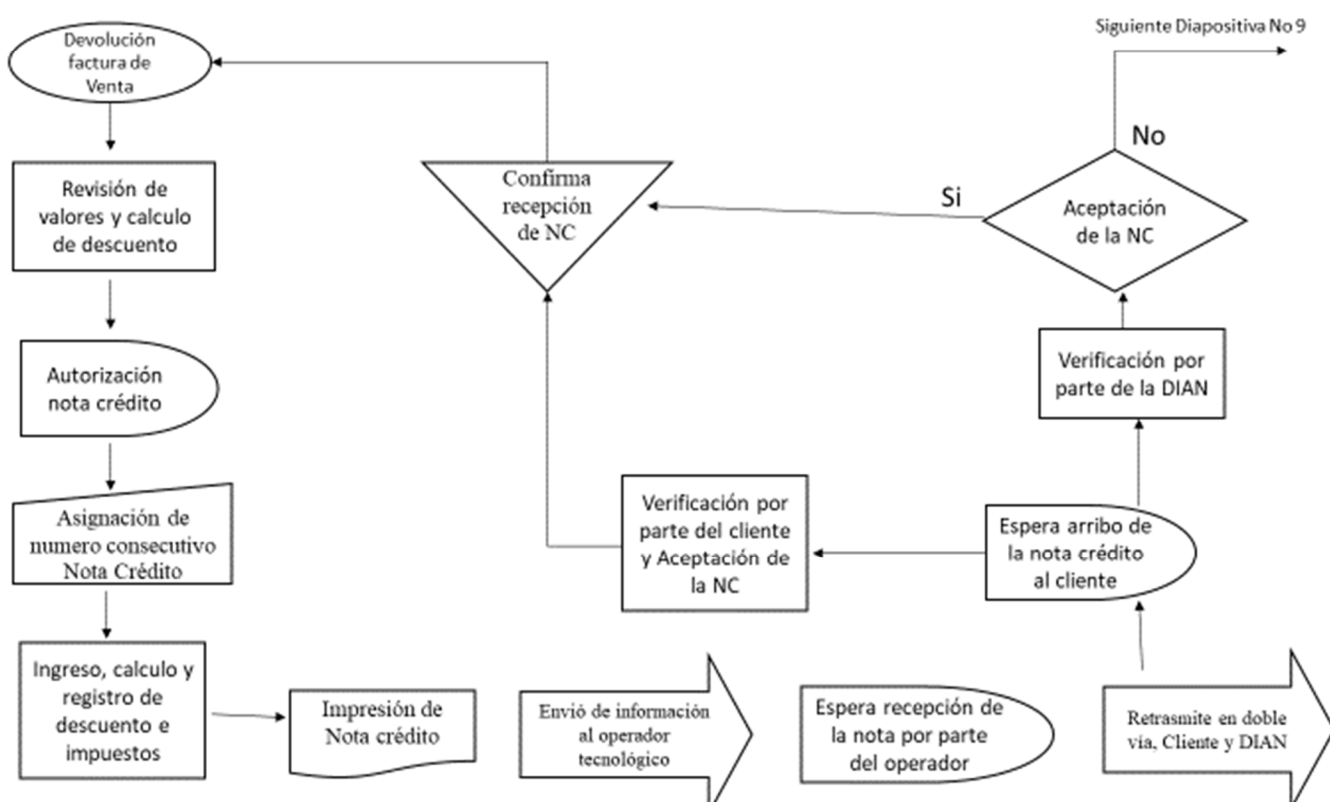 Devolución
factura de
Venta
Revisión de
valores y calculo
de descuento
Autorización
nota crédito
Asignación de
numero consecutivo
Nota Crédito
Ingreso, calculo y
registro de
descuento e
impuestos
Impresión de
Nota crédito
Envió de información
al operador
tecnológico
Espera recepción de
la nota por parte
del operador
Retrasmite en doble
vía, Cliente y DIAN
Espera arribo de
la nota crédito
al cliente
Verificación por
parte del cliente
y Aceptación de
la NC
Verificación por
parte de la DIAN
Aceptación
de la NC
Si
No
Confirma
recepción
de NC
Siguiente Diapositiva No 9